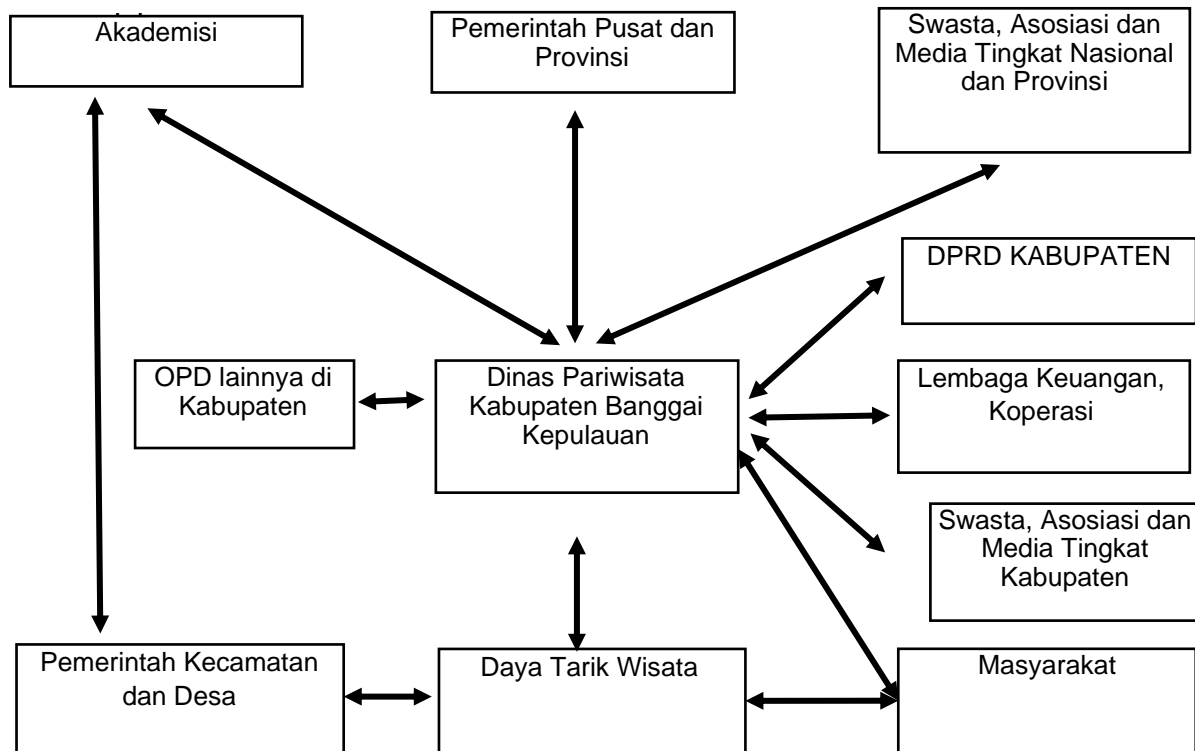 Akademisi
Pemerintah Pusat dan
Provinsi
Swasta, Asosiasi dan
Media Tingkat Nasional
dan Provinsi
DPRD KABUPATEN
OPD lainnya di
Kabupaten
Dinas Pariwisata
Kabupaten Banggai
Kepulauan
Lembaga Keuangan,
Koperasi
Swasta, Asosiasi dan
Media Tingkat
Kabupaten
Pemerintah Kecamatan
dan Desa
Daya Tarik Wisata
Masyarakat